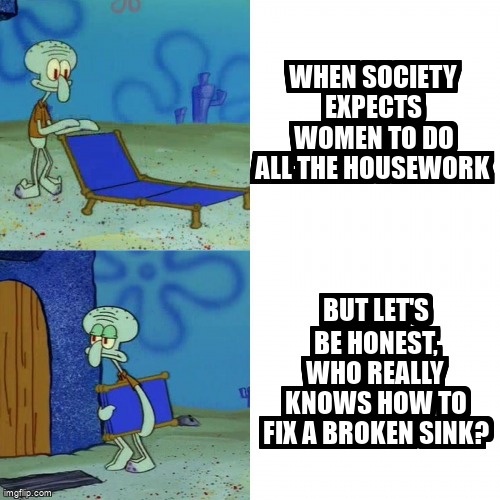 WHEN SOCIETY
EXPECTS
WOMEN TO DO
ALL THE HOUSEWORK
BUT LET'S
BE HONEST,
WHO REALLY
KNOWS HOW TO
FIX A BROKEN SINK?
imgflip.com